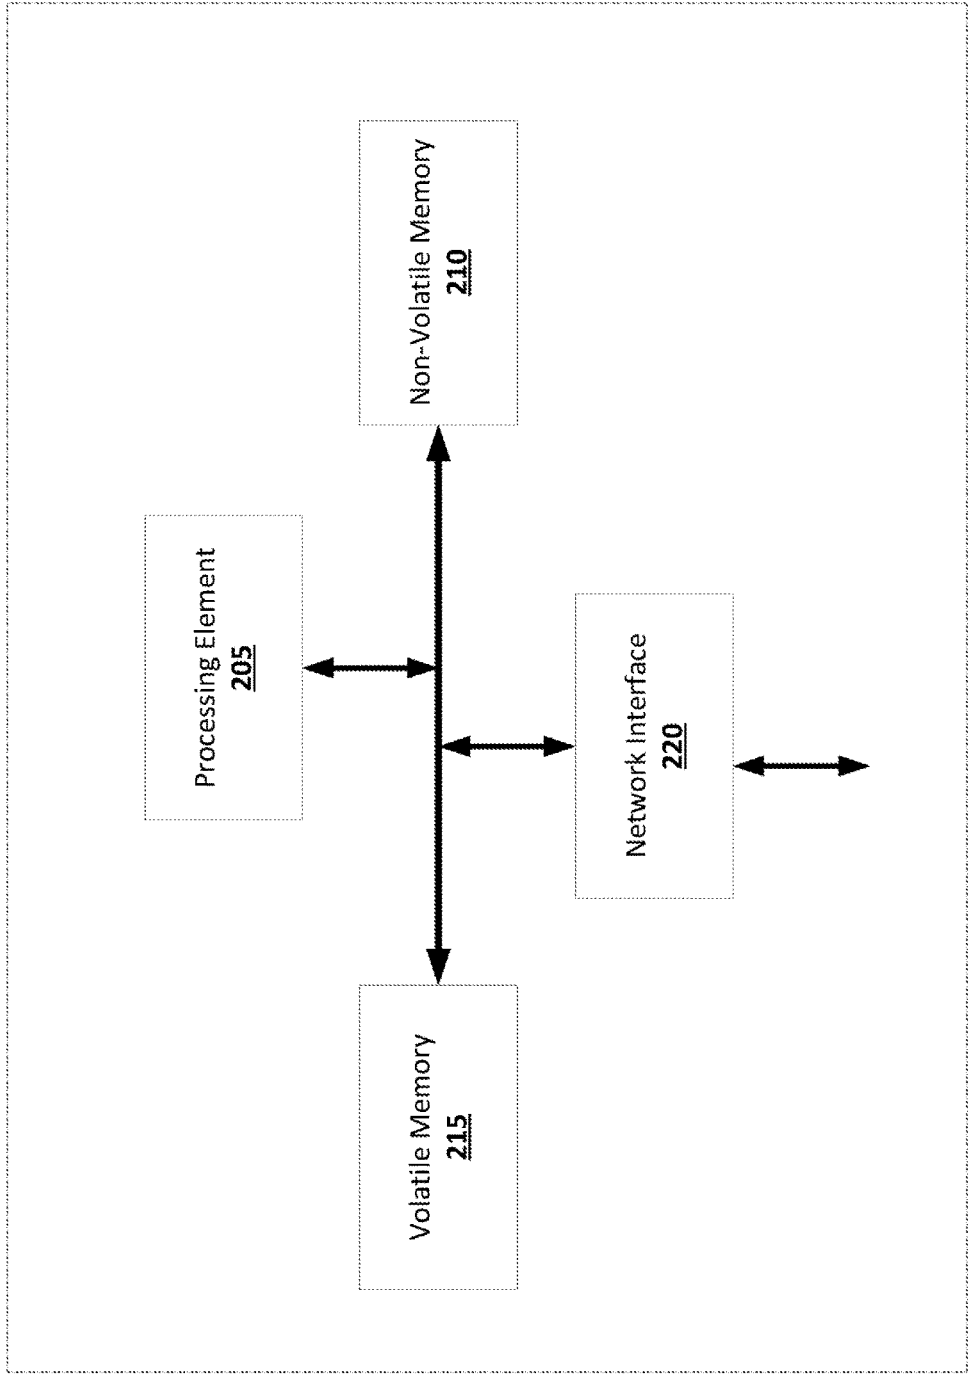 Processing Element
205
Volatile Memory
215
Non-Volatile Memory
210
Network Interface
220